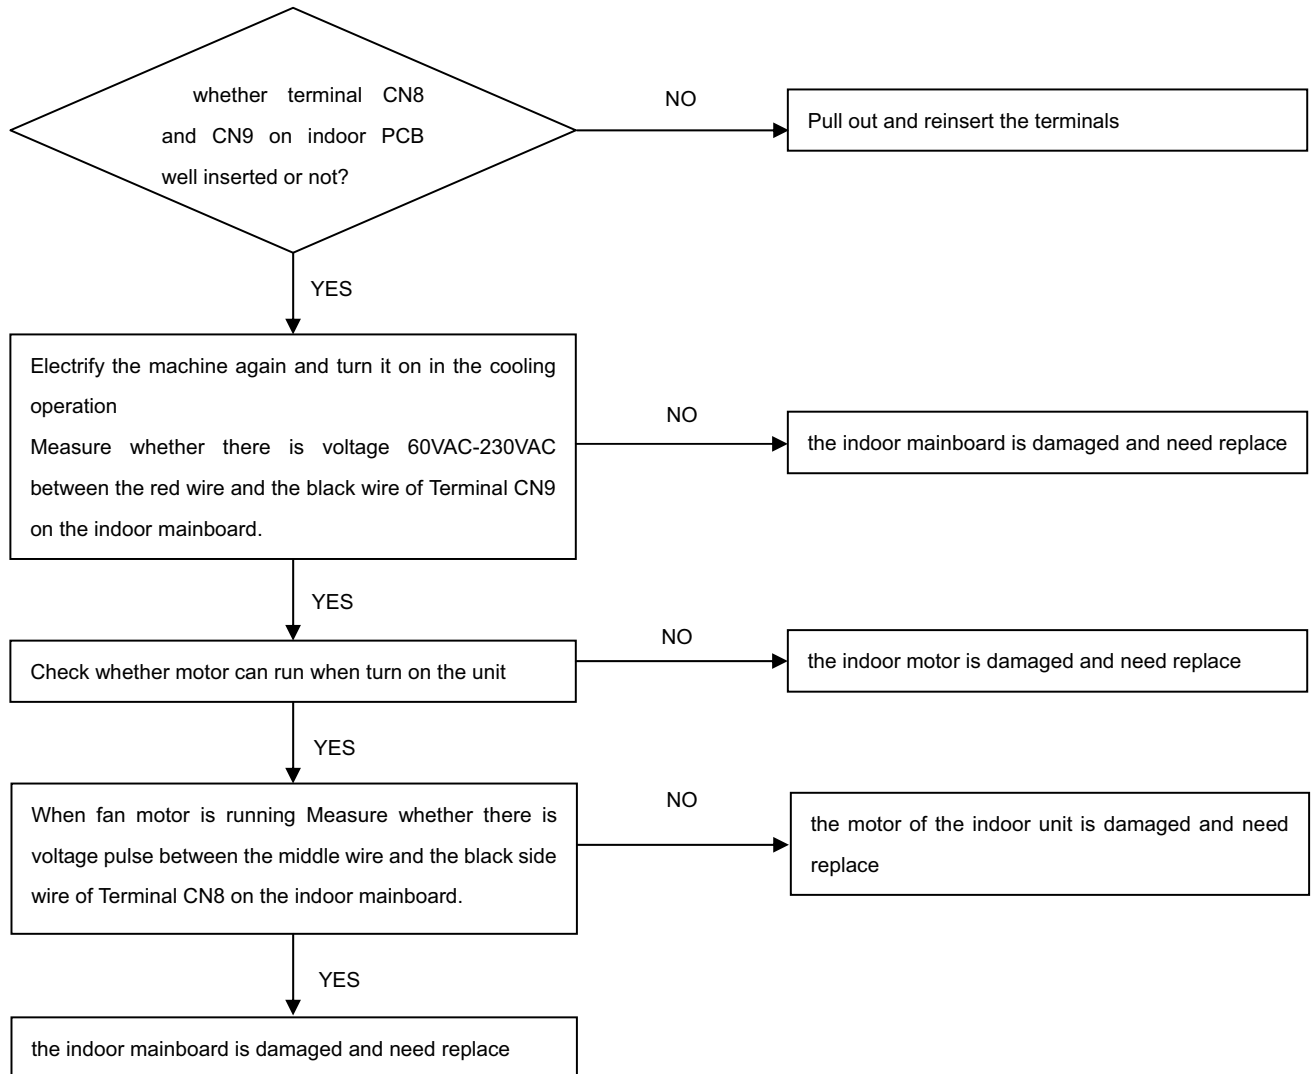 whether terminal CN8
and CN9 on indoor PCB
well inserted or not?
NO
Pull out and reinsert the terminals
YES
Electrify the machine again and turn it on in the cooling
operation
Measure whether there is voltage 60VAC-230VAC
between the red wire and the black wire of Terminal CN9
on the indoor mainboard.
NO
the indoor mainboard is damaged and need replace
YES
Check whether motor can run when turn on the unit
NO
the indoor motor is damaged and need replace
YES
When fan motor is running Measure whether there is
voltage pulse between the middle wire and the black side
wire of Terminal CN8 on the indoor mainboard.
NO
the motor of the indoor unit is damaged and need
replace
YES
the indoor mainboard is damaged and need replace